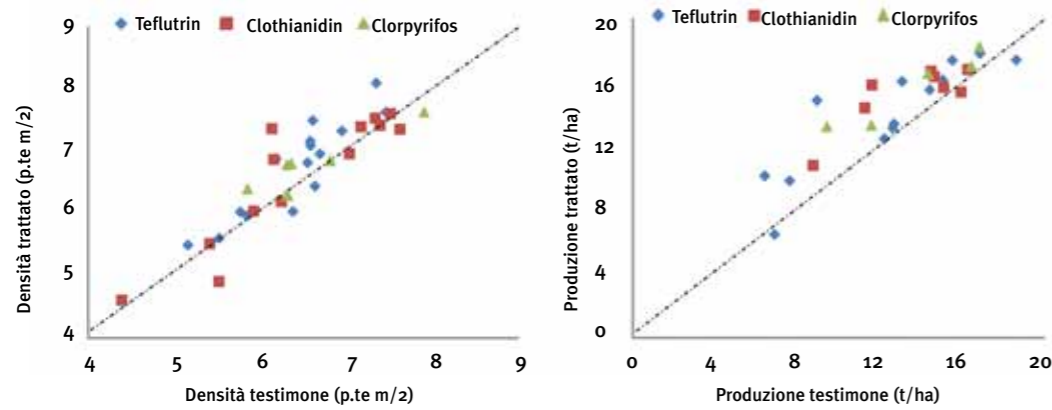 Teflutrin Clothianidin Clorpyrifos
Densità trattato (p.te m/2)
9
8
7
6
5
4
4 5 6 7 8 9
Densità testimone (p.te m/2)
Teflutrin Clothianidin Clorpyrifos
Produzione trattato (t/ha)
20
16
12
8
4
0
0 4 8 12 16 20
Produzione testimone (t/ha)